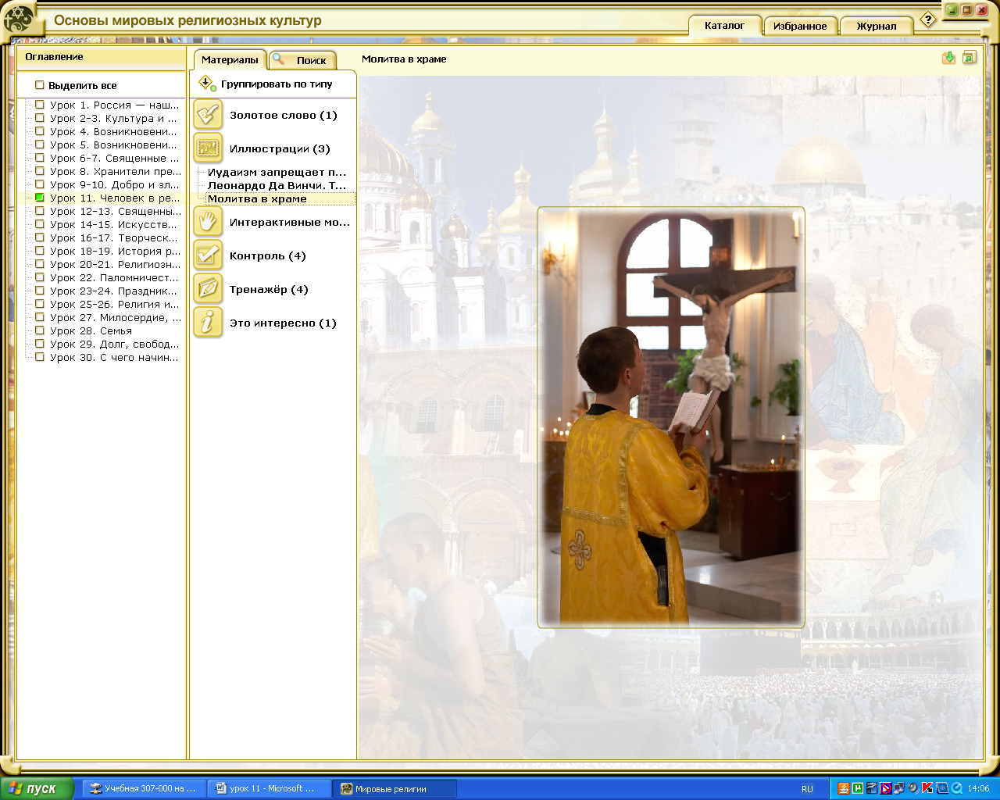 Основы мировых религиозных культур
Каталог
Избранное
Журнал
?
Оглавление
Выделить все
Урок 1. Россия — наш...
Урок 2-3. Культура и ...
Урок 4. Возникновени...
Урок 5. Возникновени...
Урок 6-7. Священные ...
Урок 8. Хранители пре...
Урок 9-10. Добро и зл...
Урок 11. Человек в ре...
Урок 12-13. Священны...
Урок 14-15. Искусств...
Урок 16-17. Творческ...
Урок 18-19. История р...
Урок 20-21. Религиозн...
Урок 22. Паломничест...
Урок 23-24. Праздник...
Урок 25-26. Религия и...
Урок 27. Милосердие, ...
Урок 28. Семья
Урок 29. Долг, свобод...
Урок 30. С чего начин...
Материалы
Поиск
Группировать по типу
Золотое слово (1)
Иллюстрации (3)
Иудаизм запрещает п...
Леонардо Да Винчи. Т...
Молитва в храме
Интерактивные мо...
Контроль (4)
Тренажёр (4)
Это интересно (1)
Молитва в храме
пуск
Учебная 307-000 на ...
урок 11 - Microsoft ...
Мировые религии
RU
14:06